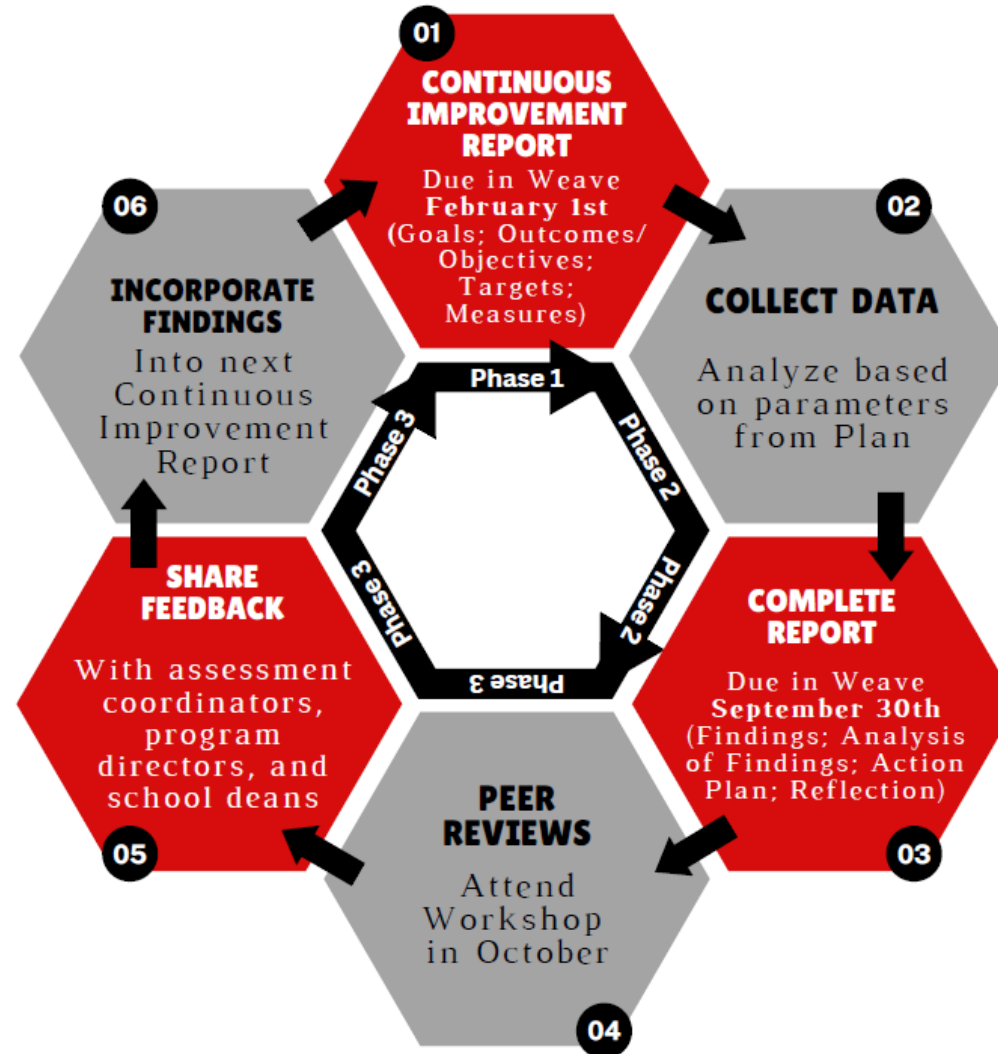 01
CONTINUOUS
IMPROVEMENT
REPORT
Due in Weave
February 1st
(Goals; Outcomes/
Objectives;
Targets;
Measures)
02
COLLECT DATA
Analyze based
on parameters
from Plan
COMPLETE
REPORT
Due in Weave
September 30th
(Findings; Analysis
of Findings; Action
Plan; Reflection)
03
PEER
REVIEWS
Attend
Workshop
in October
04
SHARE
FEEDBACK
With assessment
coordinators,
program
directors, and
school deans
05
06
INCORPORATE
FINDINGS
Into next
Continuous
Improvement
Report
Phase 1
Phase 2
Phase 2
Phase 3
Phase 3
Phase 3